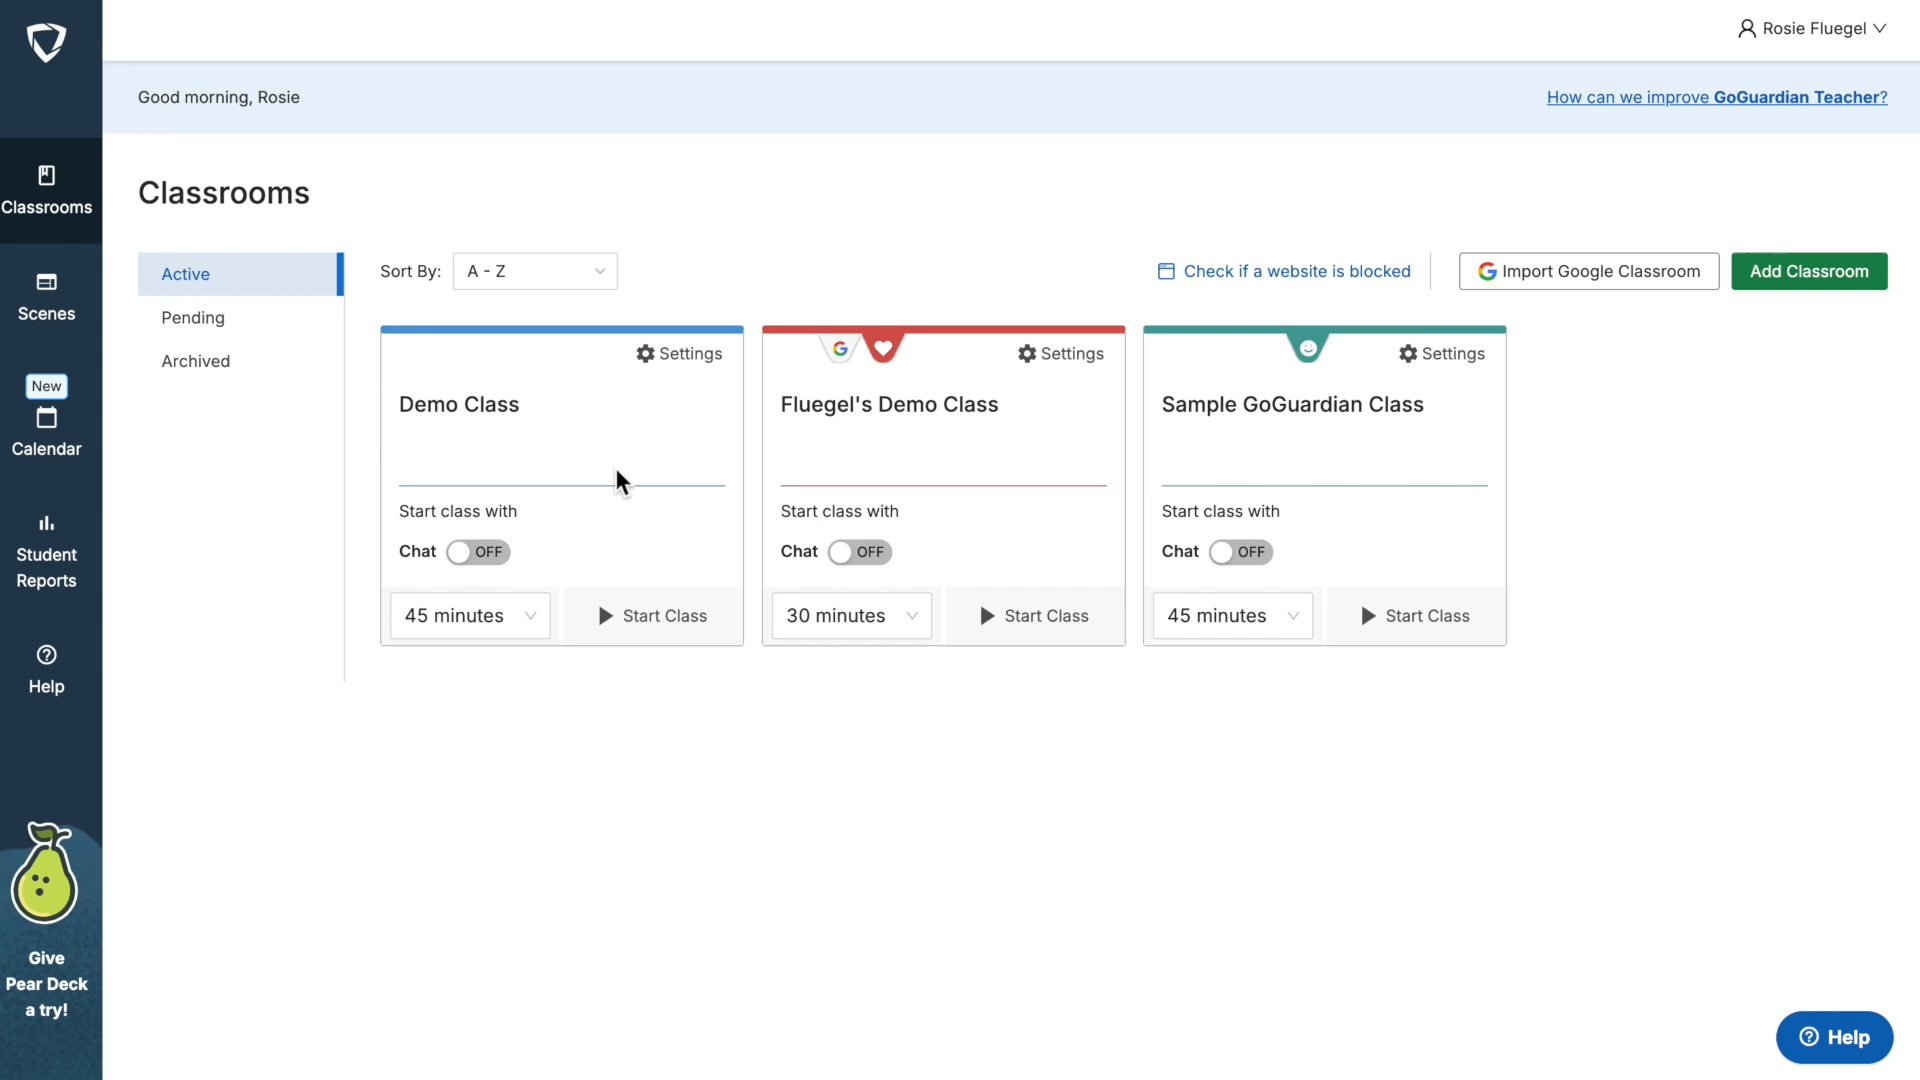 Rosie Fluegel
Good morning, Rosie
How can we improve GoGuardian Teacher?
Classrooms
Scenes
New
Calendar
Student
Reports
Help
Give
Pear Deck
a try!
Classrooms
Active
Pending
Archived
Sort By: A - Z
Check if a website is blocked
Import Google Classroom
Add Classroom
Settings
Demo Class
Start class with
Chat OFF
45 minutes
Start Class
Settings
Fluegel's Demo Class
Start class with
Chat OFF
30 minutes
Start Class
Settings
Sample GoGuardian Class
Start class with
Chat OFF
45 minutes
Start Class
Help